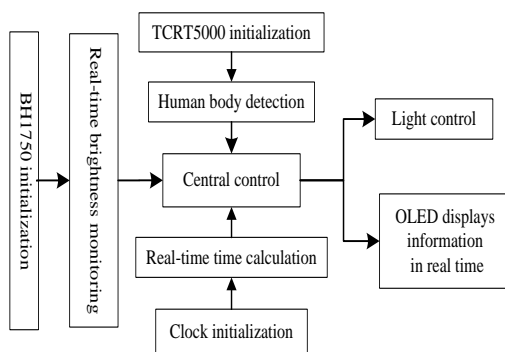 TCRT5000 initialization
Human body detection
BH1750 initialization
Real-time brightness monitoring
Central control
Light control
OLED displays
information
in real time
Real-time time calculation
Clock initialization